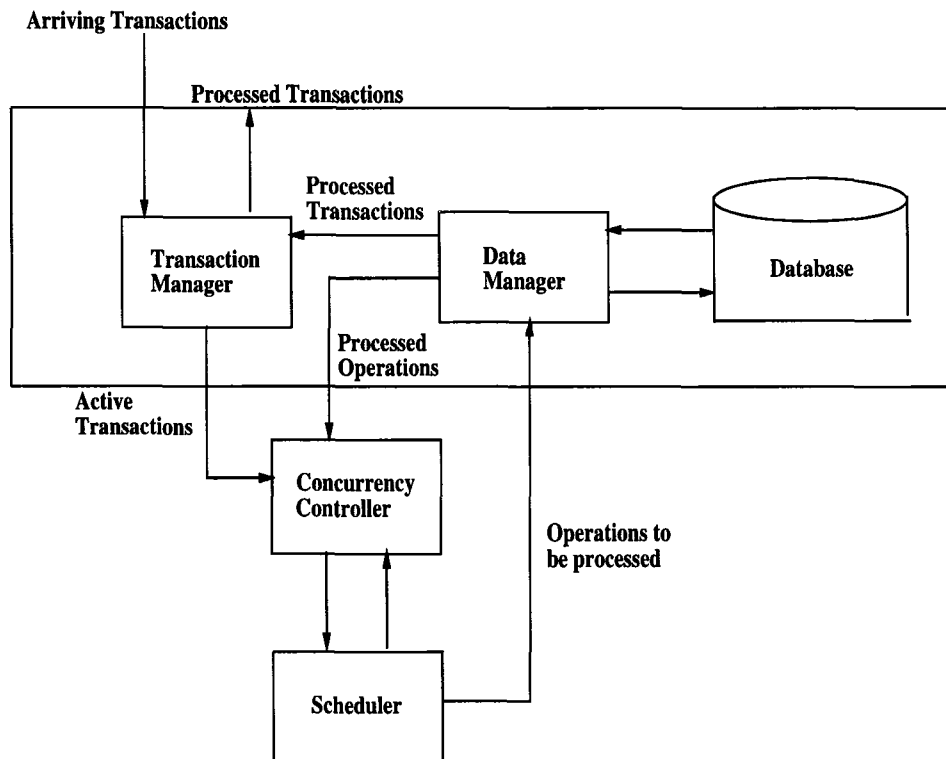 Arriving Transactions
Processed Transactions
Processed
Transactions
Transaction
Manager
Data
Manager
Database
Processed
Operations
Active
Transactions
Concurrency
Controller
Operations to
be processed
Scheduler